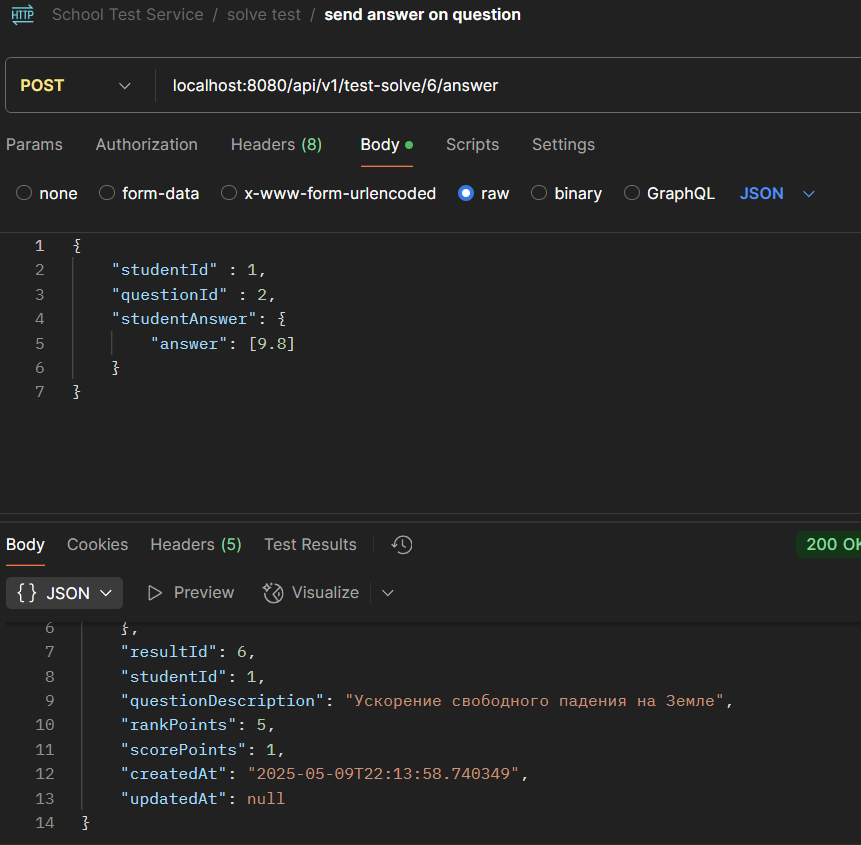 HTTP School Test Service / solve test / send answer on question
POST localhost:8080/api/v1/test-solve/6/answer
Params Authorization Headers (8) Body Scripts Settings
none form-data x-www-form-urlencoded raw binary GraphQL JSON
1 {
2 "studentId" : 1,
3 "questionId" : 2,
4 "studentAnswer": {
5 "answer": [9.8]
6 }
7 }
Body Cookies Headers (5) Test Results 200 OK
{} JSON Preview Visualize
6 },
7 "resultId": 6,
8 "studentId": 1,
9 "questionDescription": "Ускорение свободного падения на Земле",
10 "rankPoints": 5,
11 "scorePoints": 1,
12 "createdAt": "2025-05-09T22:13:58.740349",
13 "updatedAt": null
14 }